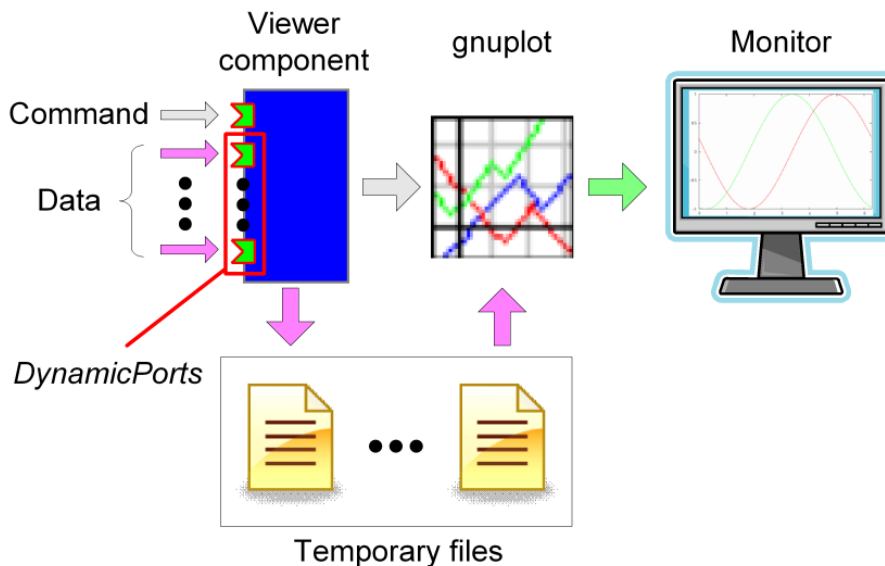 Viewer
component
gnuplot
Monitor
Command
Data
DynamicPorts
Temporary files